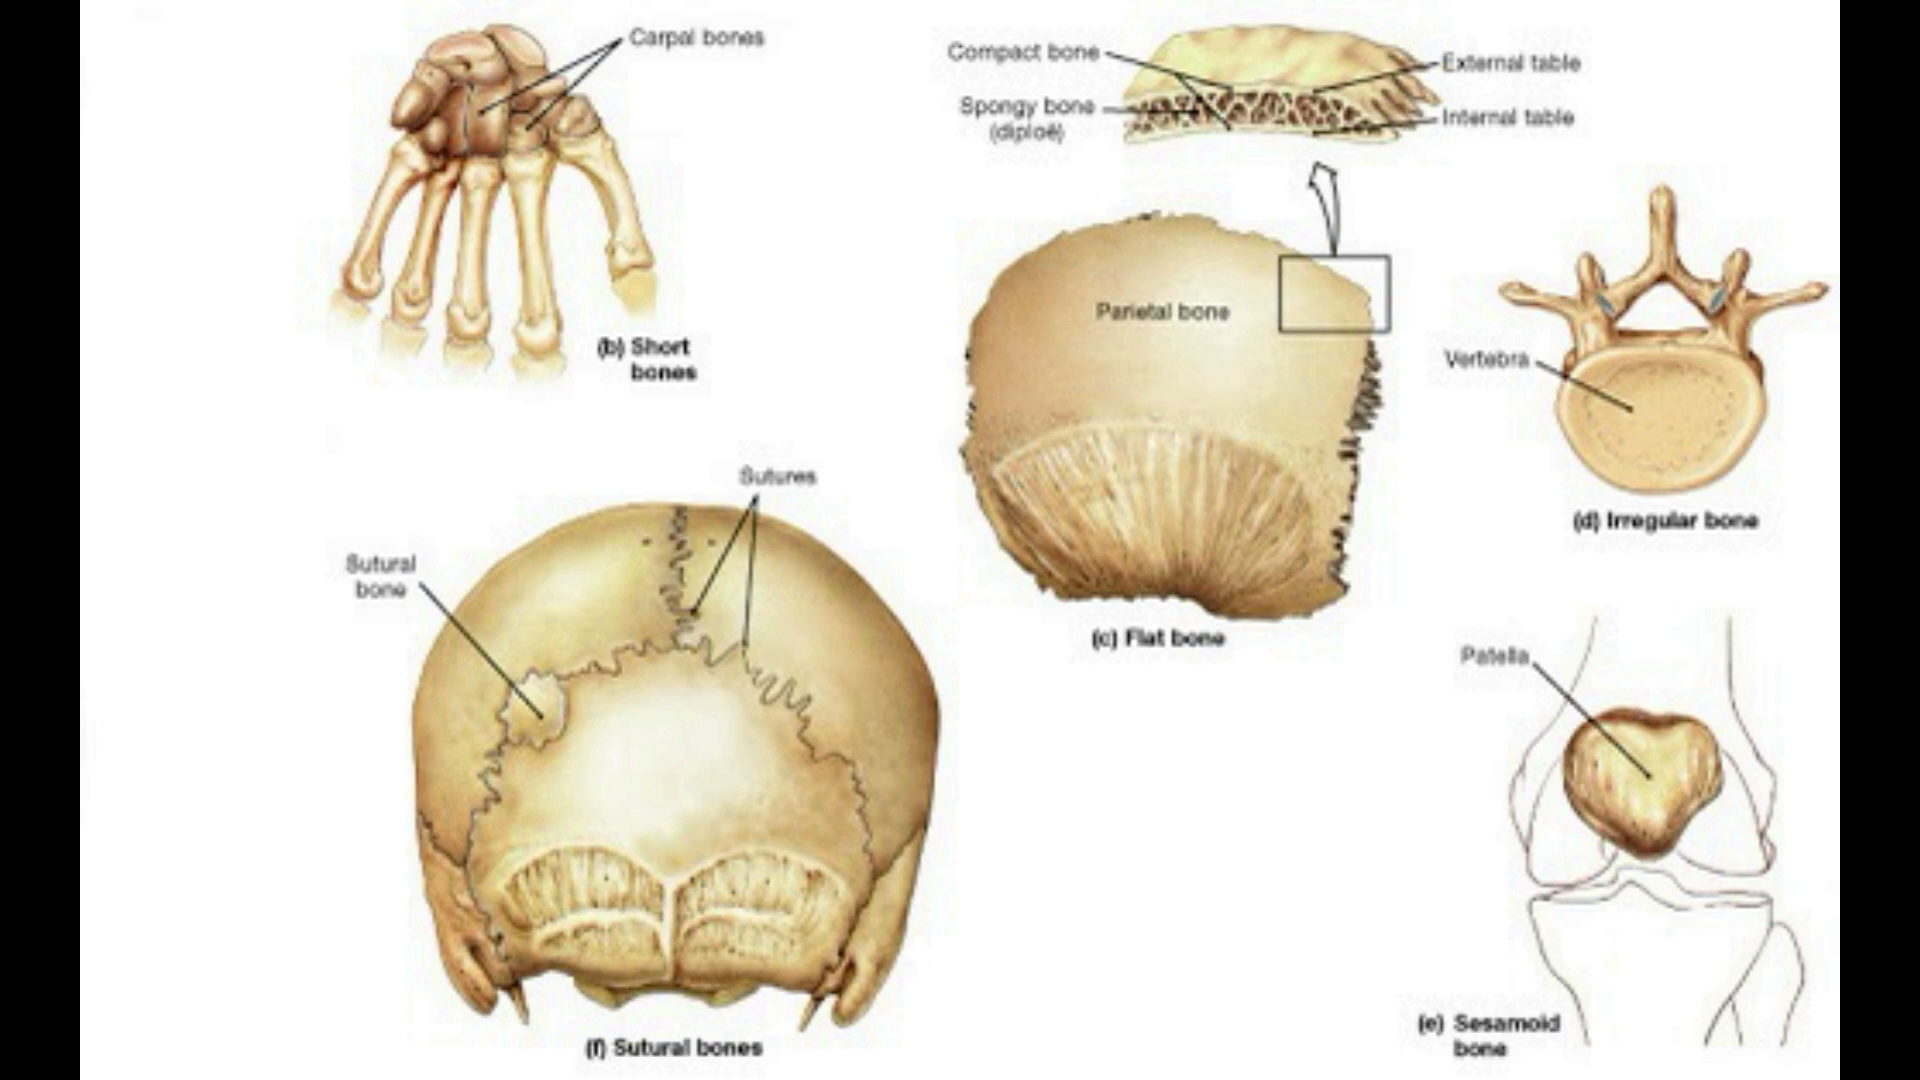 Carpal bones
(b) Short
bones
Compact bone
Spongy bone
(diploë)
External table
Internal table
Parietal bone
(c) Flat bone
Vertebra
(d) Irregular bone
Sutures
Sutural
bone
(f) Sutural bones
Patella
(e) Sesamoid
bone